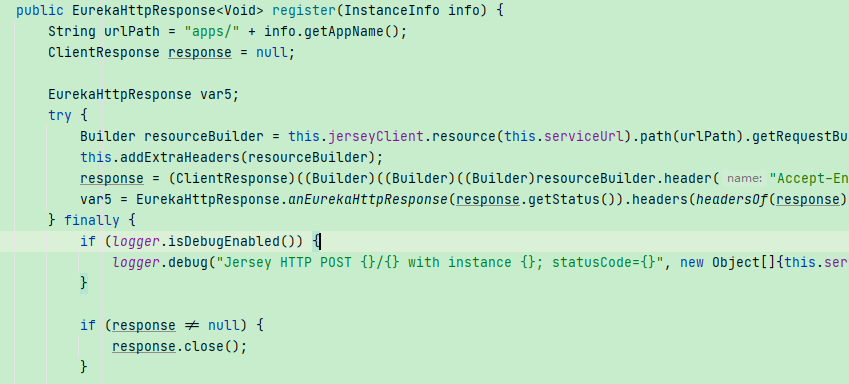 public EurekaHttpResponse<Void> register(InstanceInfo info) {
String urlPath = "apps/" + info.getAppName();
ClientResponse response = null;
EurekaHttpResponse var5;
try {
Builder resourceBuilder = this.jerseyClient.resource(this.serviceUrl).path(urlPath).getRequestBu
this.addExtraHeaders(resourceBuilder);
response = (ClientResponse)((Builder)((Builder)((Builder)resourceBuilder.header( name: "Accept-En
var5 = EurekaHttpResponse.anEurekaHttpResponse(response.getStatus()).headers(headersOf(response)
} finally {
if (logger.isDebugEnabled()) {
logger.debug("Jersey HTTP POST {}/{} with instance {}; statusCode={}", new Object[]{this.ser
}
if (response ≠ null) {
response.close();
}